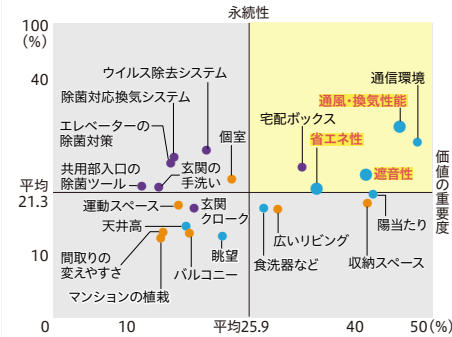 永続性
100
(％)
ウイルス除去システム
通信環境
40
除菌対応換気システム
通風・換気性能
宅配ボックス
エレベーターの
除菌対策
個室
省エネ性
共用部入口の
除菌ツール
玄関の
手洗い
遮音性
価値の重要度
平均
21.3
運動スペース
玄関
クローク
陽当たり
天井高
広いリビング
眺望
間取りの
変えやすさ
10
バルコニー
食洗器など
収納スペース
マンションの植栽
0
10
平均25.9
40
50(％)